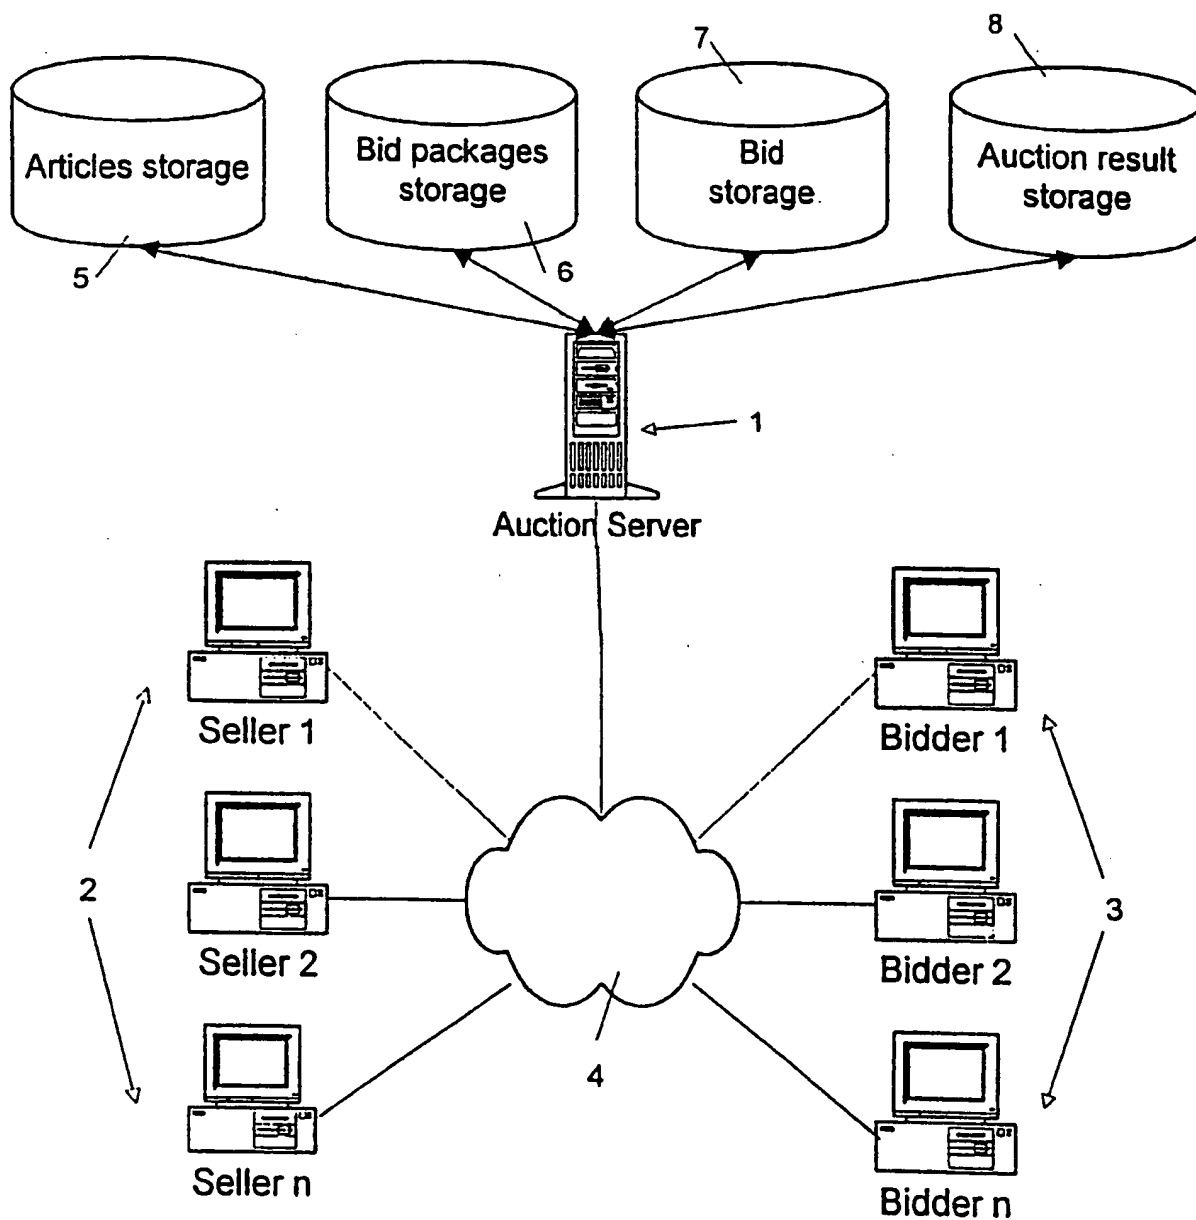 7
8
Articles storage
Bid packages
storage
Bid
storage
Auction result
storage
5
6
1
Auction Server
Seller 1
Bidder 1
2
Seller 2
Bidder 2
3
4
Seller n
Bidder n